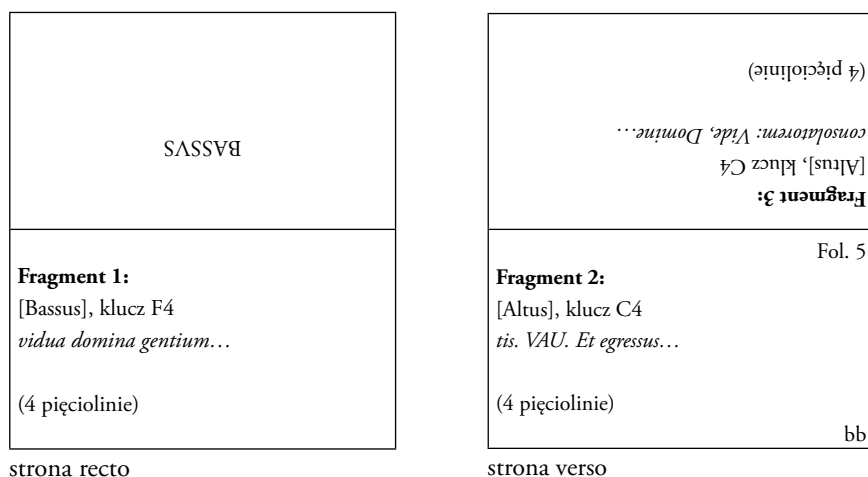 BASSVS
Fragment 1:
[Bassus], klucz F4
vidua domina gentium…
(4 pięciolinie)
strona recto
Fragment 3:
[Altus], klucz C4
consolatorem: Vide, Domine…
(4 pięciolinie)
Fol. 5
Fragment 2:
[Altus], klucz C4
tis. VAU. Et egressus…
(4 pięciolinie)
bb
strona verso